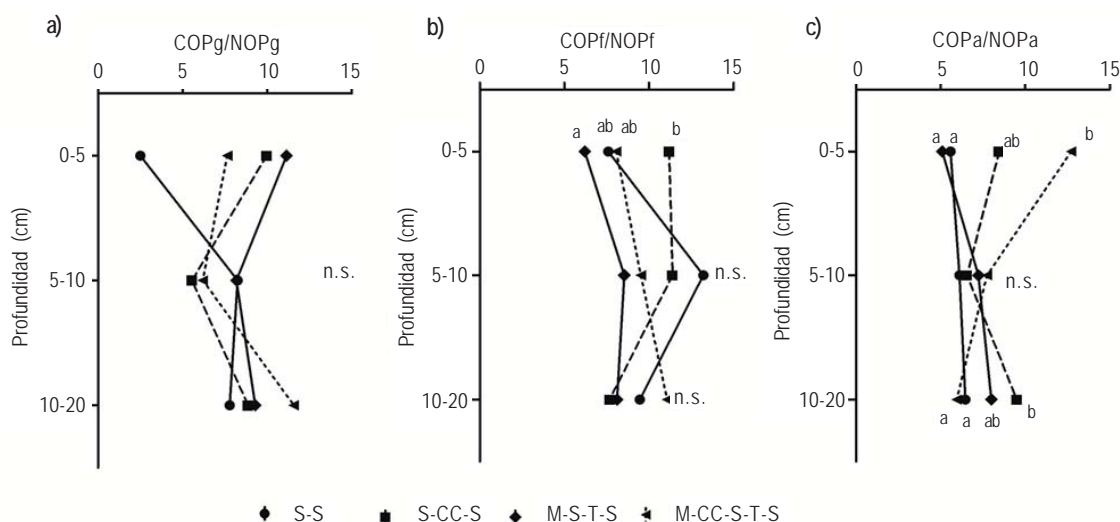 a)
COPg/NOPg
0 5 10 15
0-5
5-10
10-20
Profundidad (cm)
n.s.
b)
COPf/NOPf
0 5 10 15
a ab ab b
0-5
5-10
10-20
Profundidad (cm)
n.s.
n.s.
c)
COPa/NOPa
0 5 10 15
a a ab b
0-5
5-10
10-20
Profundidad (cm)
n.s.
a a ab b
S-S S-CC-S M-S-T-S M-CC-S-T-S